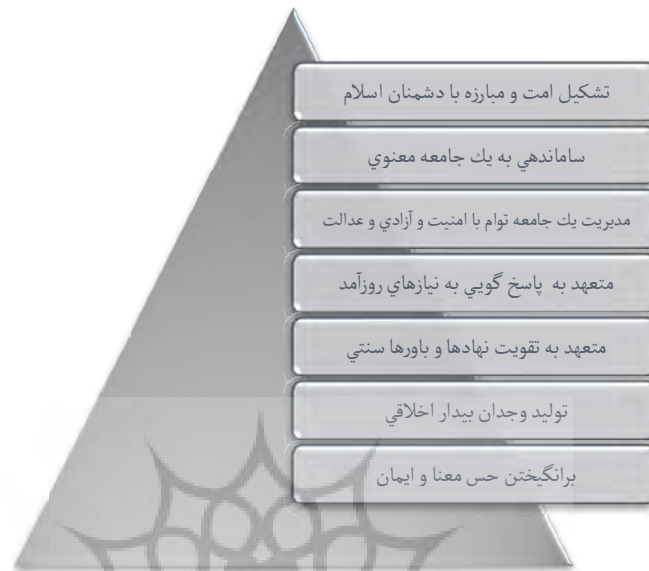 تشكيل امت و مبارزه با دشمنان اسلام
ساماندهي به يك جامعه معنوي
مديريت يك جامعه توام با امنيت و آزادي و عدالت
متعهد به پاسخ گويي به نيازهاي روزآمد
متعهد به تقويت نهادها و باورها سنتي
توليد وجدان بيدار اخلاقي
برانگيختن حس معنا و ايمان